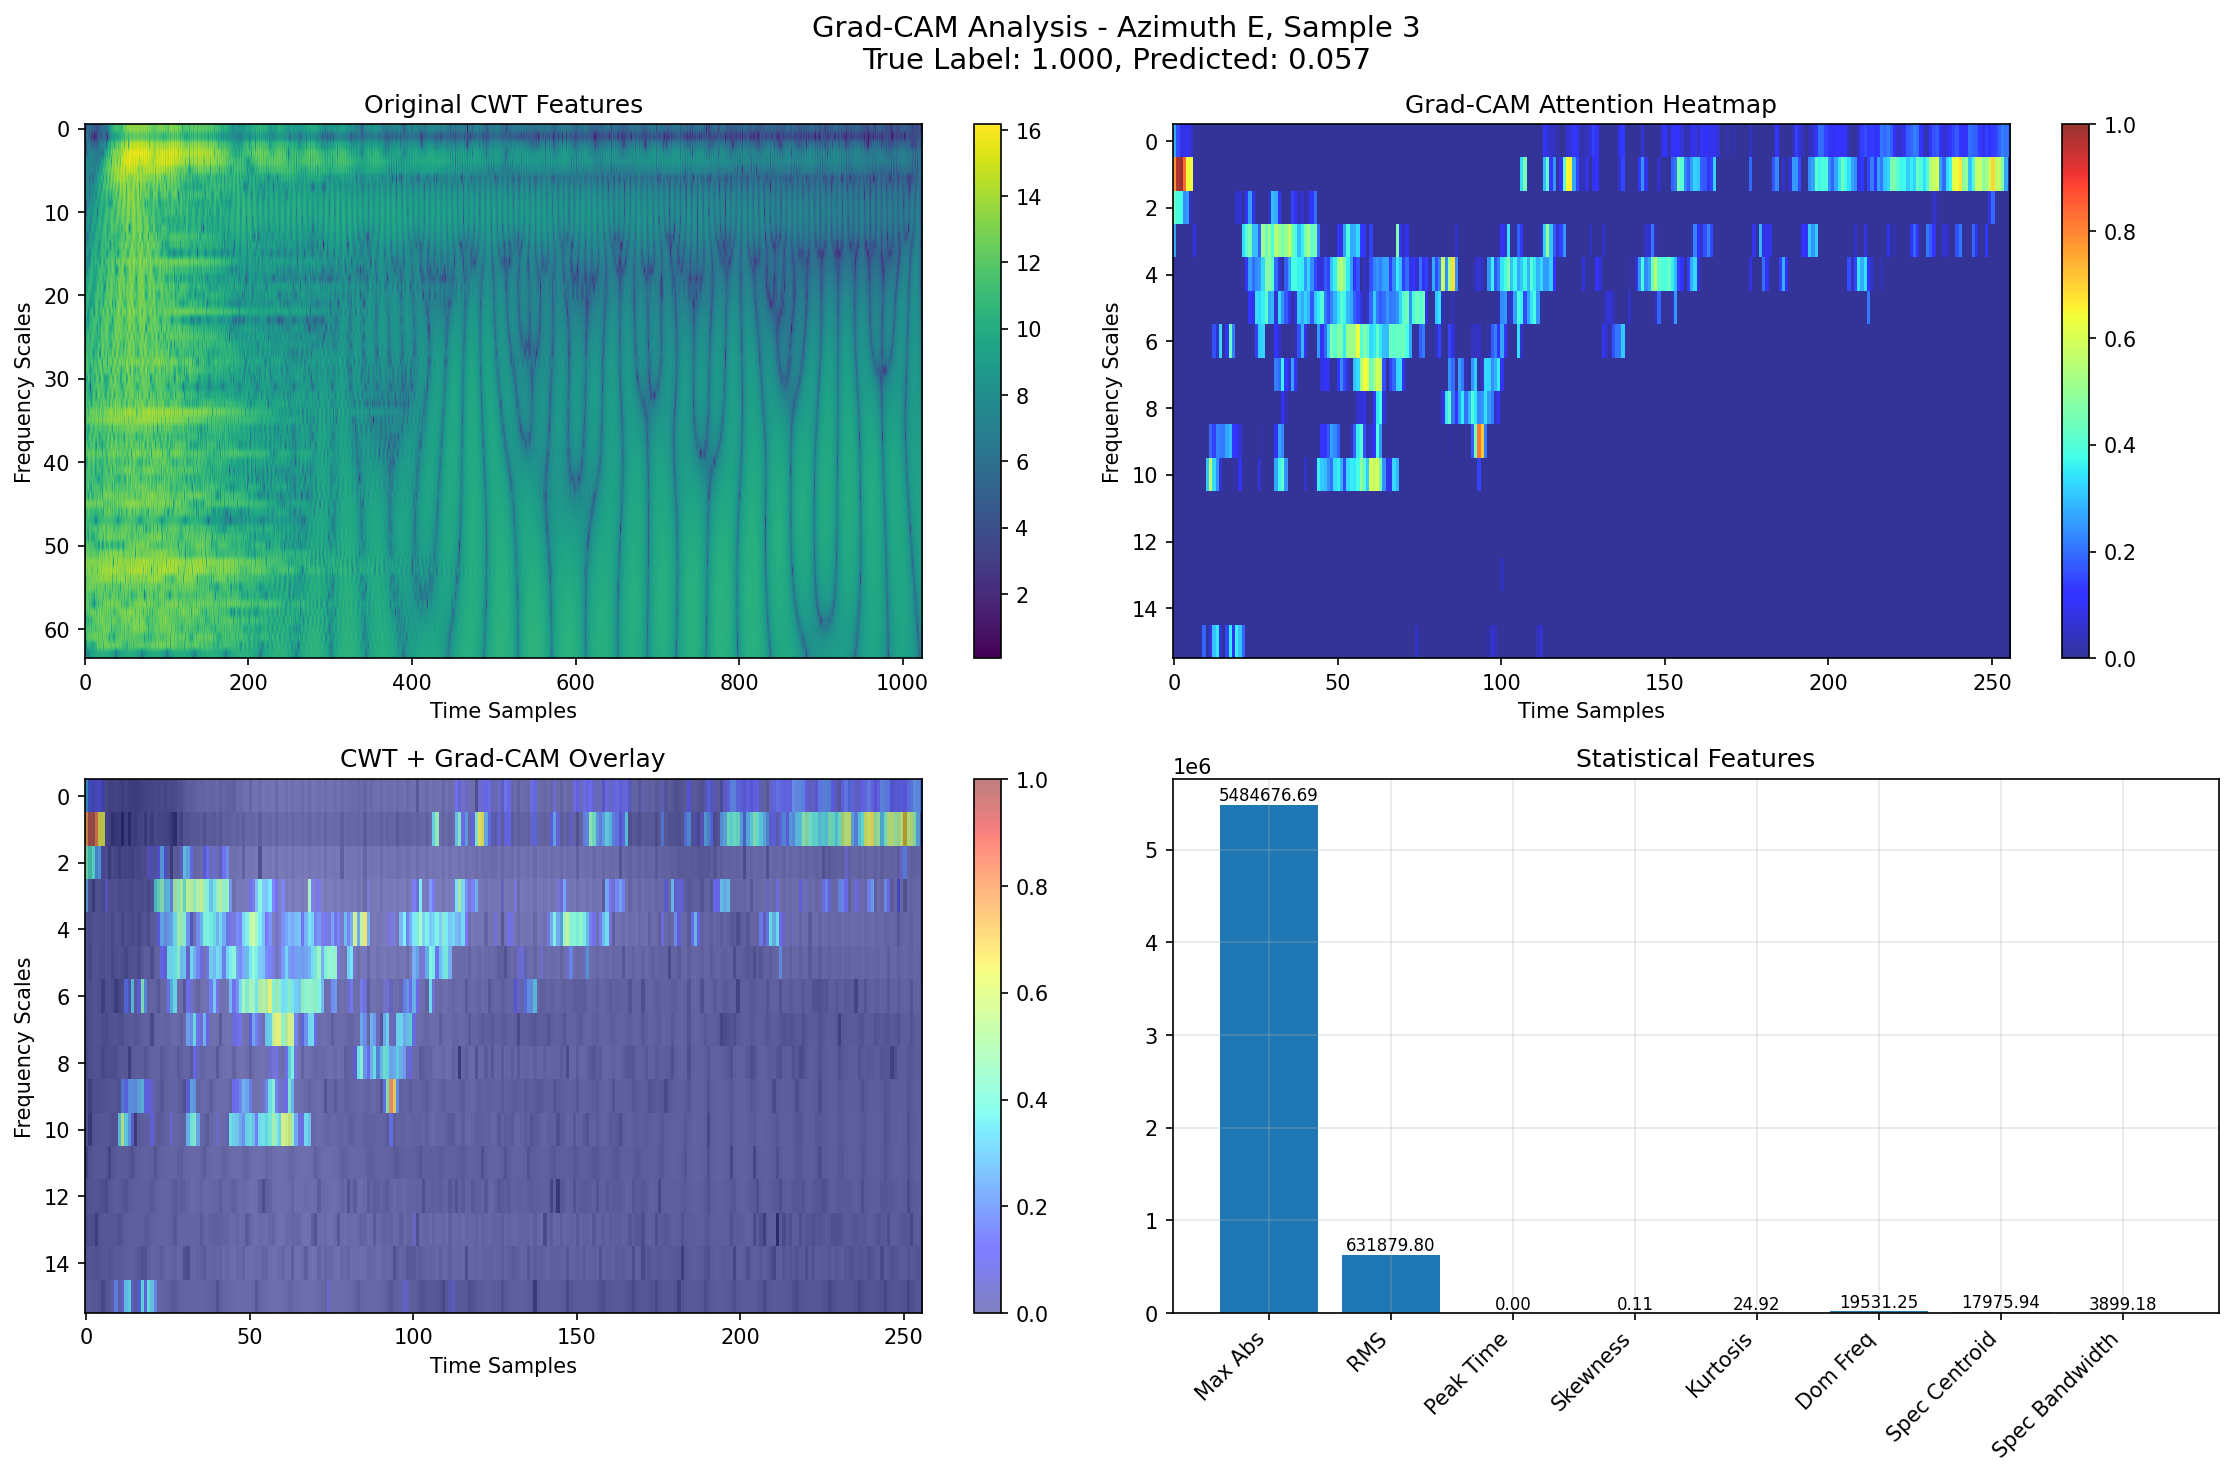 Grad-CAM Analysis - Azimuth E, Sample 3
True Label: 1.000, Predicted: 0.057
Original CWT Features
0
10
20
30
40
50
60
Frequency Scales
0 200 400 600 800 1000
Time Samples
16
14
12
10
8
6
4
2
Grad-CAM Attention Heatmap
0
2
4
6
8
10
12
14
Frequency Scales
0 50 100 150 200 250
Time Samples
1.0
0.8
0.6
0.4
0.2
0.0
CWT + Grad-CAM Overlay
0
2
4
6
8
10
12
14
Frequency Scales
0 50 100 150 200 250
Time Samples
1.0
0.8
0.6
0.4
0.2
0.0
Statistical Features
1e6
5
4
3
2
1
0
5484676.69
631879.80
0.00
0.11
24.92
19531.25
17975.94
3899.18
Max Abs
RMS
Peak Time
Skewness
Kurtosis
Dom Freq
Spec Centroid
Spec Bandwidth